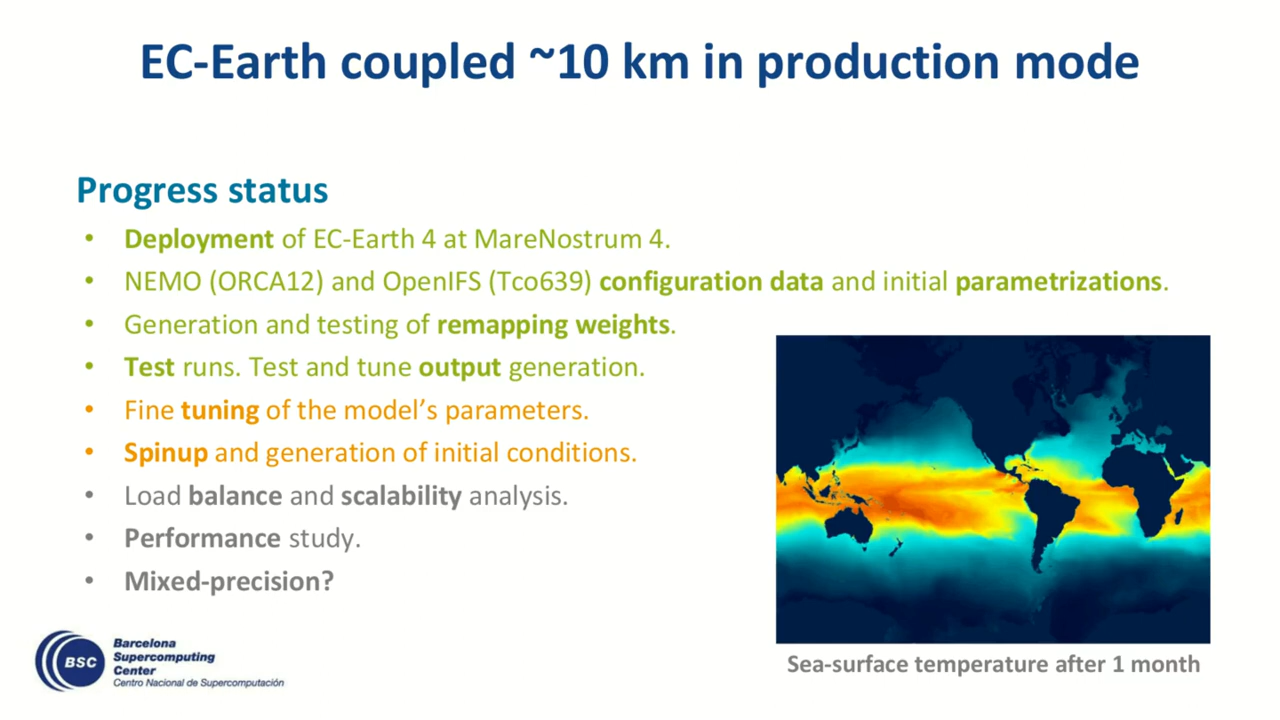 EC-Earth coupled ~10 km in production mode
Progress status
• Deployment of EC-Earth 4 at MareNostrum 4.
• NEMO (ORCA12) and OpenIFS (Tco639) configuration data and initial parametrizations.
• Generation and testing of remapping weights.
• Test runs. Test and tune output generation.
• Fine tuning of the model’s parameters.
• Spinup and generation of initial conditions.
• Load balance and scalability analysis.
• Performance study.
• Mixed-precision?
Sea-surface temperature after 1 month
BSC
Barcelona
Supercomputing
Center
Centro Nacional de Supercomputación